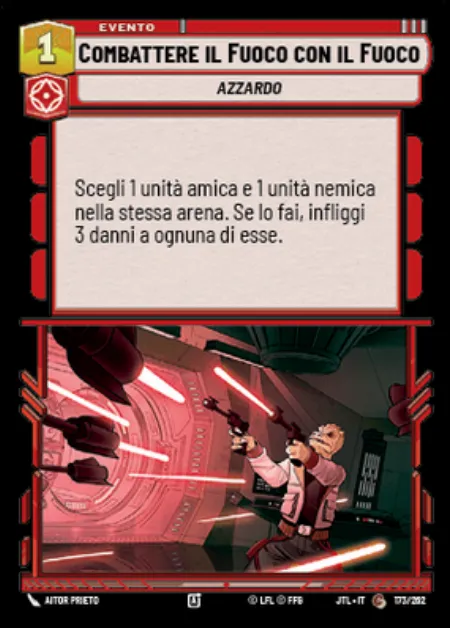 EVENTO
1
COMBATTERE IL FUOCO CON IL FUOCO
AZZARDO
Scegli 1 unità amica e 1 unità nemica
nella stessa arena. Se lo fai, infliggi
3 danni a ognuna di esse.
AITOR PRIETO
© LFL © FFG
JTL • IT
173/262